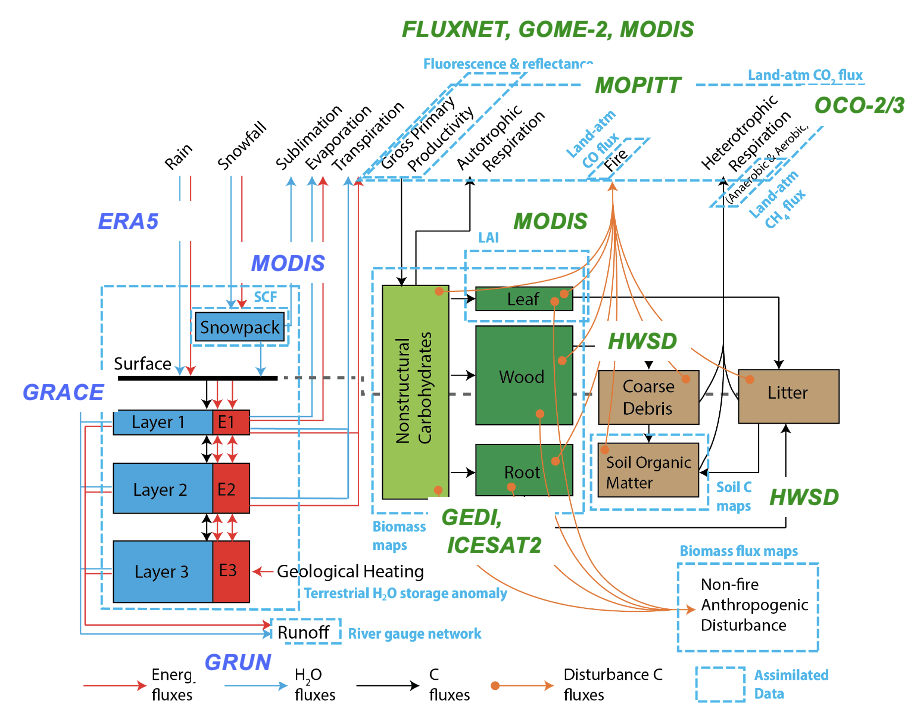 FLUXNET, GOME-2, MODIS
Fluorescence & reflectance
MOPITT
Land-atm CO2 flux
OCO-2/3
Rain
Snowfall
Sublimation
Evaporation
Transpiration
Gross Primary
Productivity
Autotrophic
Respiration
Land-atm
CO flux
Fire
Heterotrophic
Respiration
(Anaerobic & Aerobic,
Land-atm
CH4 flux
ERA5
MODIS
MODIS
LAI
SCF
Snowpack
Leaf
Surface
HWSD
GRACE
Nonstructural
Carbohydrates
Wood
Coarse
Debris
Litter
Layer 1
E1
Root
Soil Organic
Matter
Layer 2
E2
Soil C
maps
HWSD
GEDI,
ICESAT2
Biomass
maps
Layer 3
E3
Geological Heating
Terrestrial H2O storage anomaly
Biomass flux maps
Non-fire
Anthropogenic
Disturbance
Runoff
River gauge network
GRUN
Energ
fluxes
H2O
fluxes
C
fluxes
Disturbance C
fluxes
Assimilated
Data